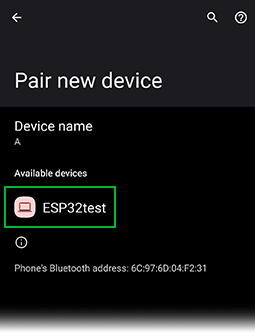 Pair new device
Device name
A
Available devices
ESP32test
Phone's Bluetooth address: 6C:97:6D:04:F2:31